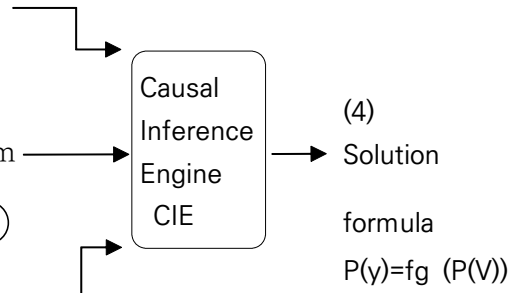 m
Causal
Inference
Engine
CIE
(4)
Solution
formula
P(y)=fg (P(V))